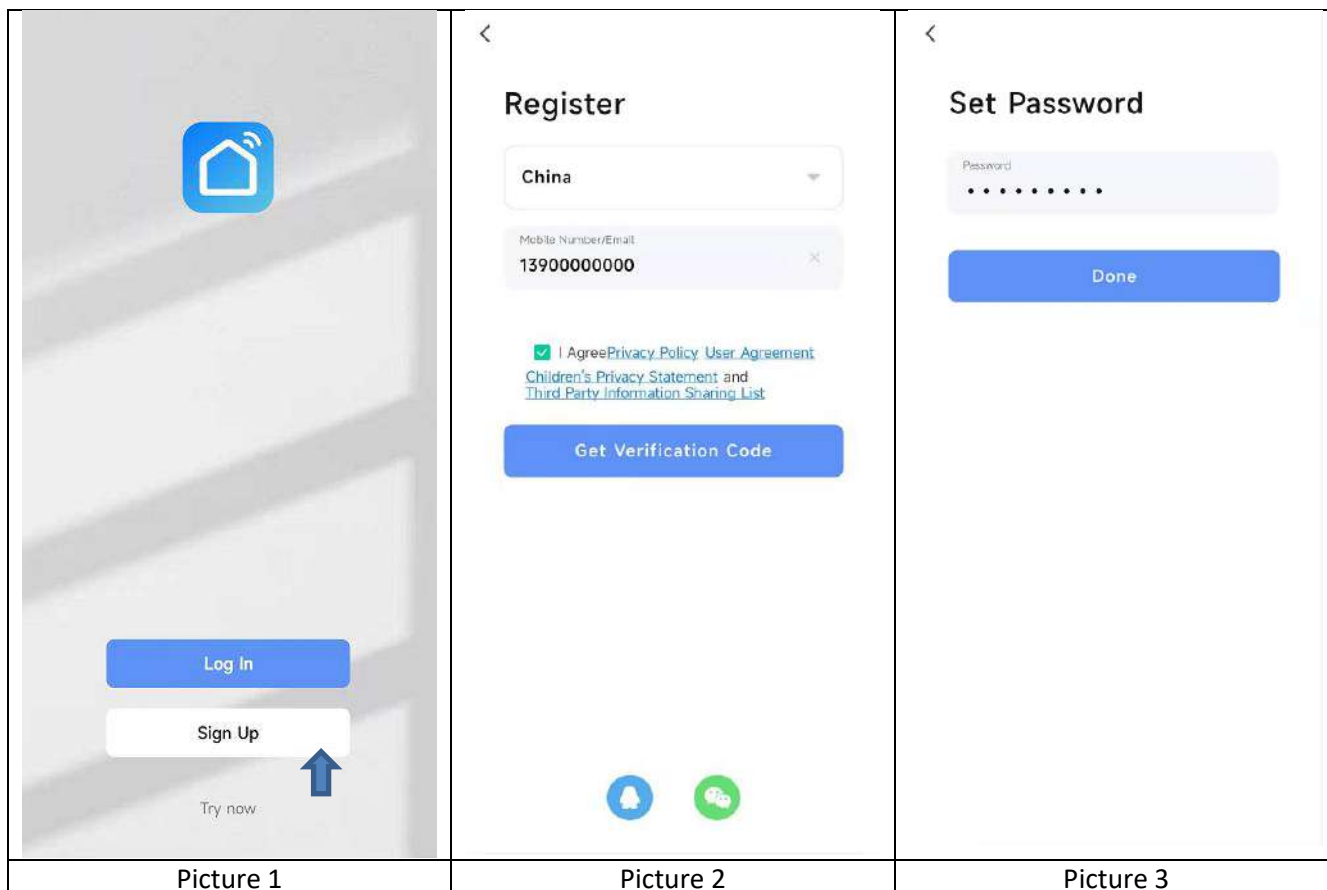 Log In
Sign Up
Try now
Picture 1
Register
China
Mobile Number/Email
13900000000
I AgreePrivacy Policy User Agreement
Children's Privacy Statement and
Third Party Information Sharing List
Get Verification Code
Picture 2
Set Password
Password
•••••••••
Done
Picture 3